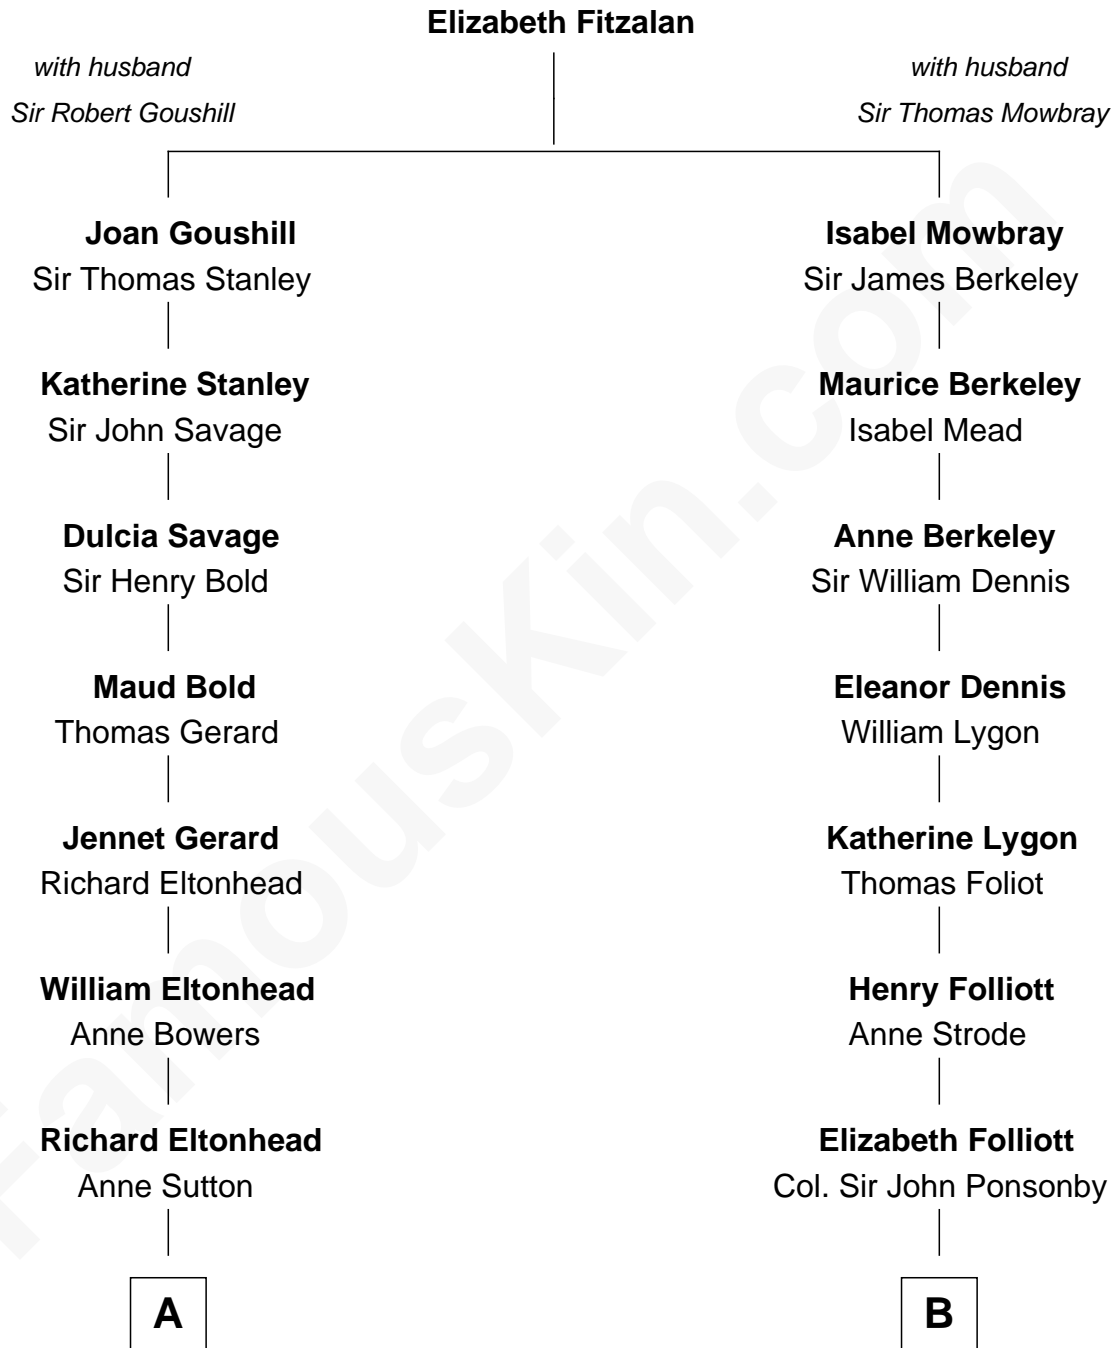 Elizabeth Fitzalan
with husband
Sir Robert Goushill
with husband
Sir Thomas Mowbray
Joan Goushill
Sir Thomas Stanley
Isabel Mowbray
Sir James Berkeley
Katherine Stanley
Sir John Savage
Maurice Berkeley
Isabel Mead
Dulcia Savage
Sir Henry Bold
Anne Berkeley
Sir William Dennis
Maud Bold
Thomas Gerard
Eleanor Dennis
William Lygon
Jennet Gerard
Richard Eltonhead
Katherine Lygon
Thomas Foliot
William Eltonhead
Anne Bowers
Henry Folliott
Anne Strode
Richard Eltonhead
Anne Sutton
Elizabeth Folliott
Col. Sir John Ponsonby
A
B
FamousKin.com